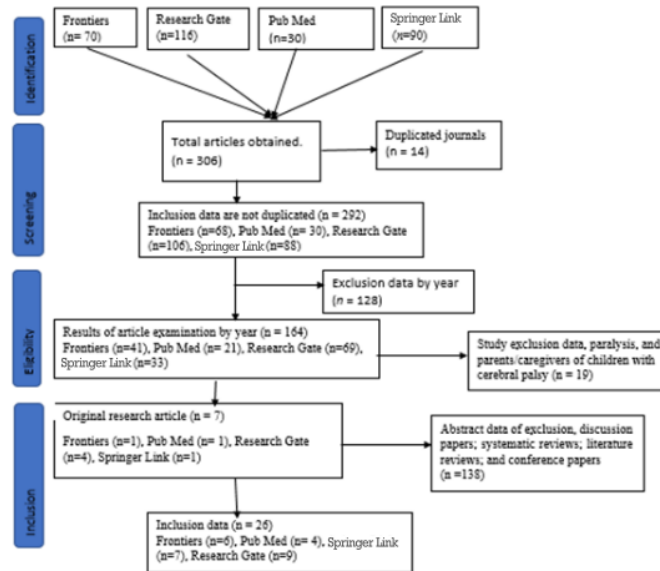 Identification
Frontiers
(n= 70)
Research Gate
(n=116)
Pub Med
(n=30)
Springer Link
(n=90)
Screening
Total articles obtained.
(n = 306)
Duplicated journals
(n = 14)
Inclusion data are not duplicated (n = 292)
Frontiers (n=68), Pub Med (n= 30), Research Gate
(n=106), Springer Link (n=88)
Exclusion data by year
(n = 128)
Eligibility
Results of article examination by year (n = 164)
Frontiers (n=41), Pub Med (n= 21), Research Gate (n=69),
Springer Link (n=33)
Study exclusion data, paralysis, and
parents/caregivers of children with
cerebral palsy (n = 19)
Inclusion
Original research article (n = 7)
Frontiers (n=1), Pub Med (n= 1), Research Gate
(n=4), Springer Link (n=1)
Abstract data of exclusion, discussion
papers; systematic reviews; literature
reviews; and conference papers
(n =138)
Inclusion data (n = 26)
Frontiers (n=6), Pub Med (n= 4), Springer Link
(n=7), Research Gate (n=9)